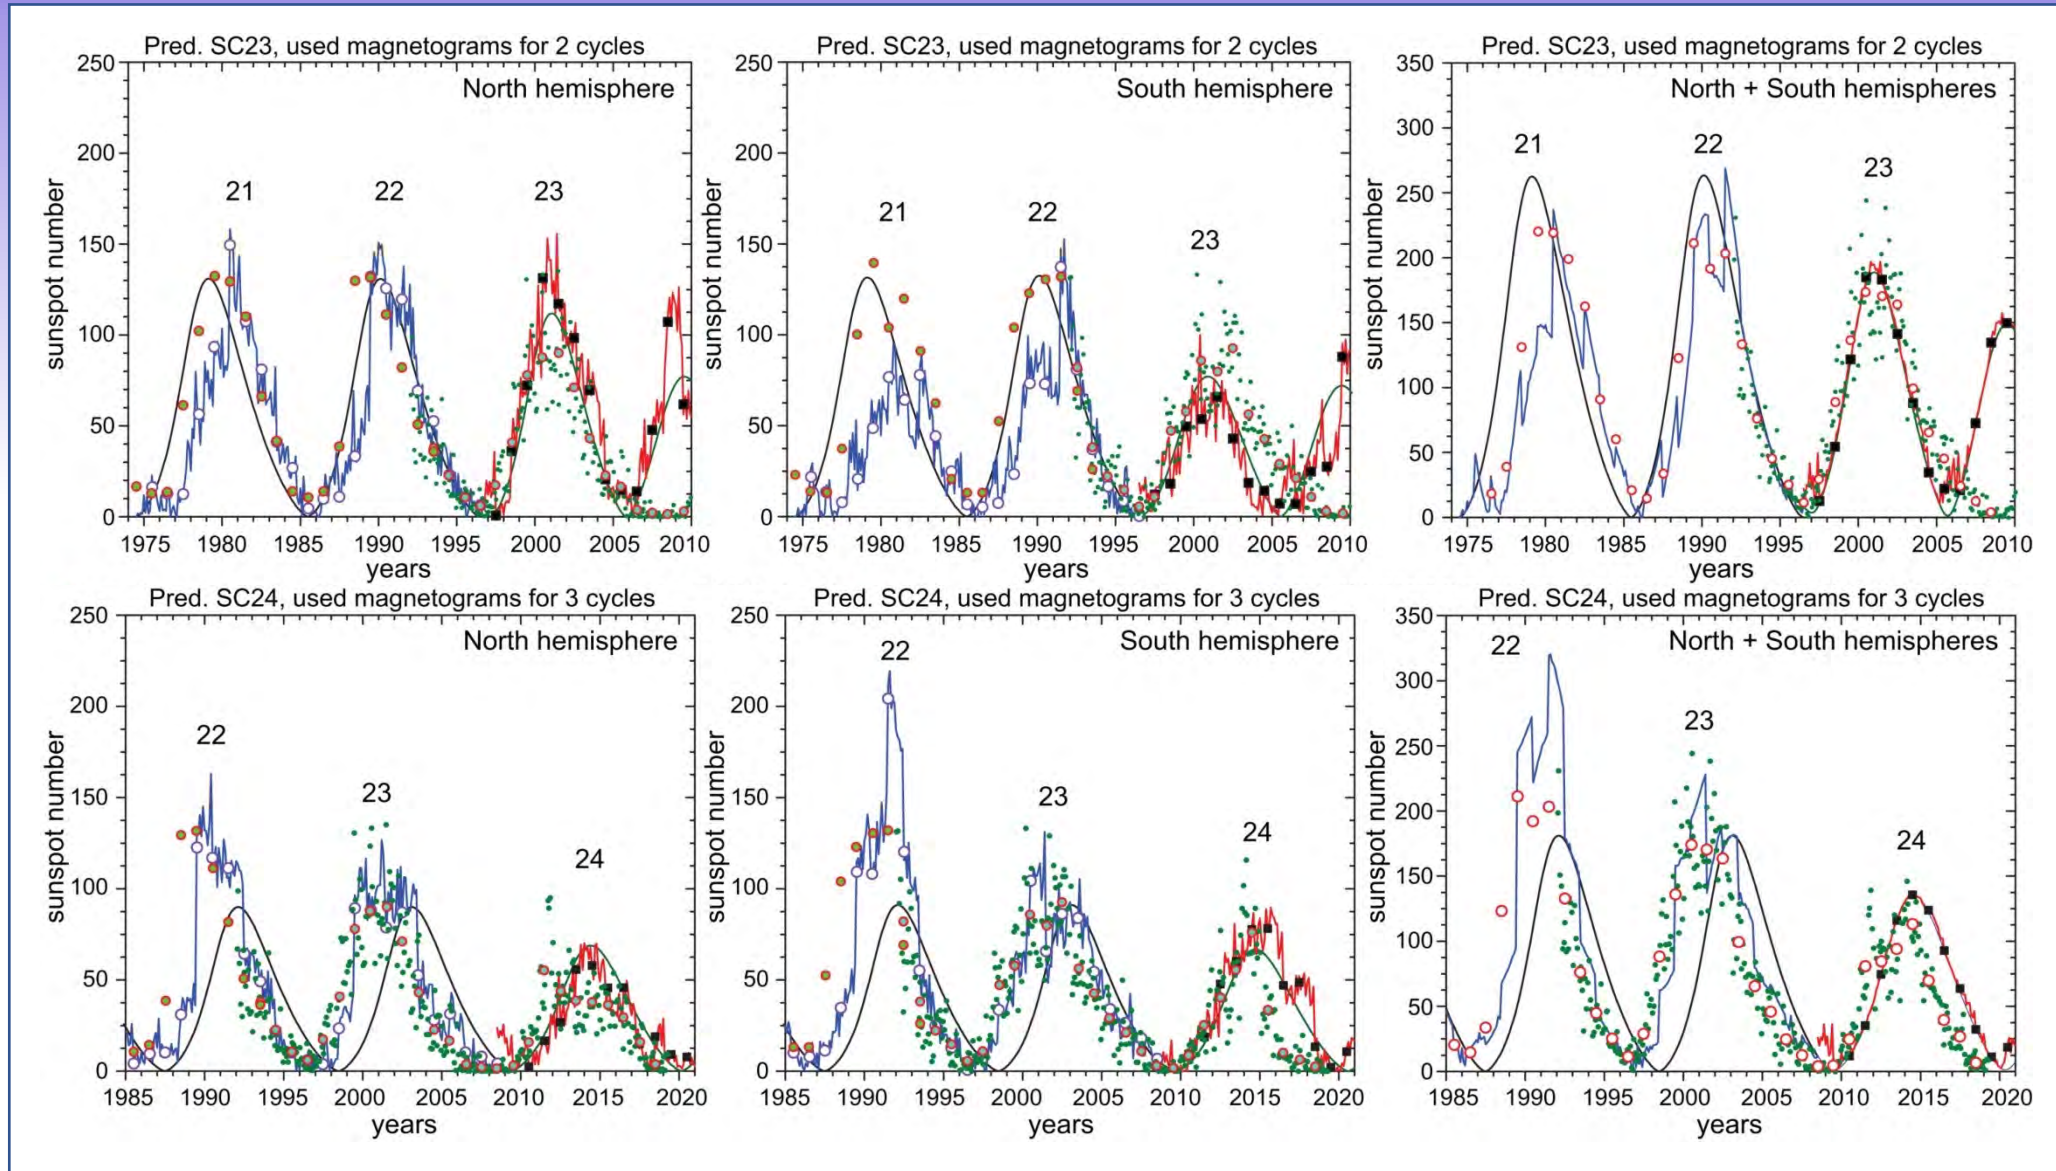 Pred. SC23, used magnetograms for 2 cycles
North hemisphere
sunspot number
250
200
150
100
50
0
21
22
23
1975 1980 1985 1990 1995 2000 2005 2010
years
Pred. SC23, used magnetograms for 2 cycles
South hemisphere
sunspot number
250
200
150
100
50
0
21
22
23
1975 1980 1985 1990 1995 2000 2005 2010
years
Pred. SC23, used magnetograms for 2 cycles
North + South hemispheres
sunspot number
350
300
250
200
150
100
50
0
21
22
23
1975 1980 1985 1990 1995 2000 2005 2010
years
Pred. SC24, used magnetograms for 3 cycles
North hemisphere
sunspot number
250
200
150
100
50
0
22
23
24
1985 1990 1995 2000 2005 2010 2015 2020
years
Pred. SC24, used magnetograms for 3 cycles
South hemisphere
sunspot number
250
200
150
100
50
0
22
23
24
1985 1990 1995 2000 2005 2010 2015 2020
years
Pred. SC24, used magnetograms for 3 cycles
North + South hemispheres
sunspot number
350
300
250
200
150
100
50
0
22
23
24
1985 1990 1995 2000 2005 2010 2015 2020
years